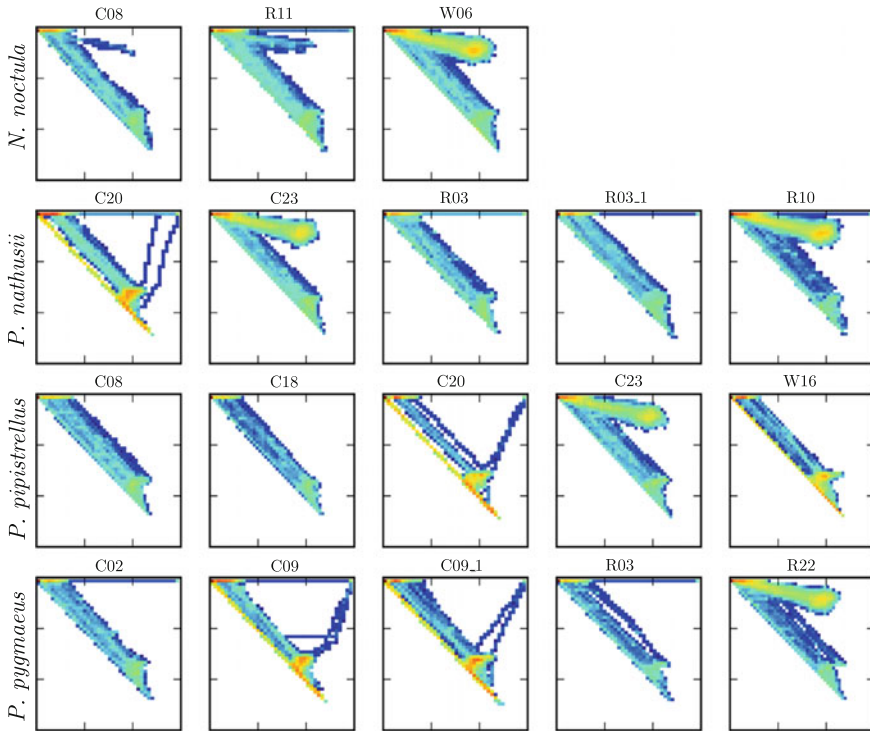 C08 R11 W06
N. noctula
C20 C23 R03 R03_1 R10
P. nathusii
C08 C18 C20 C23 W16
P. pipistrellus
C02 C09 C09_1 R03 R22
P. pygmaeus